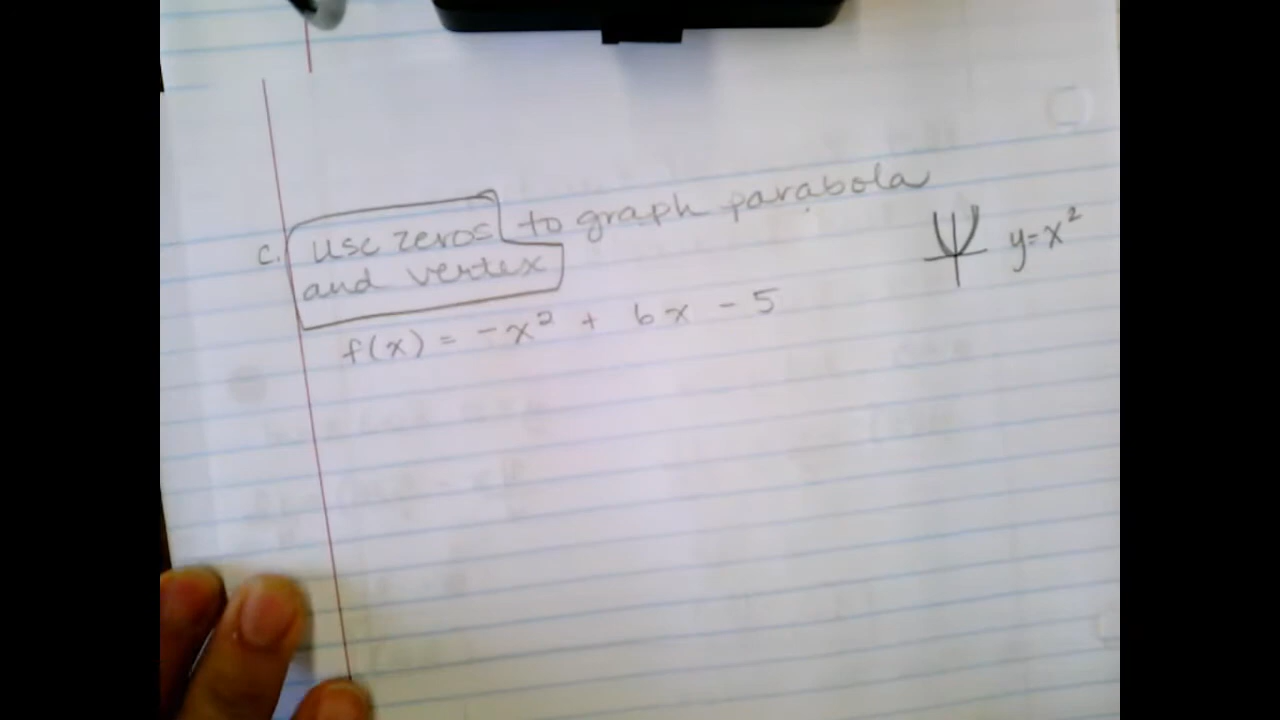 c. use zeros to graph parabola
and vertex
y=x²
f(x) = -x² + 6x - 5